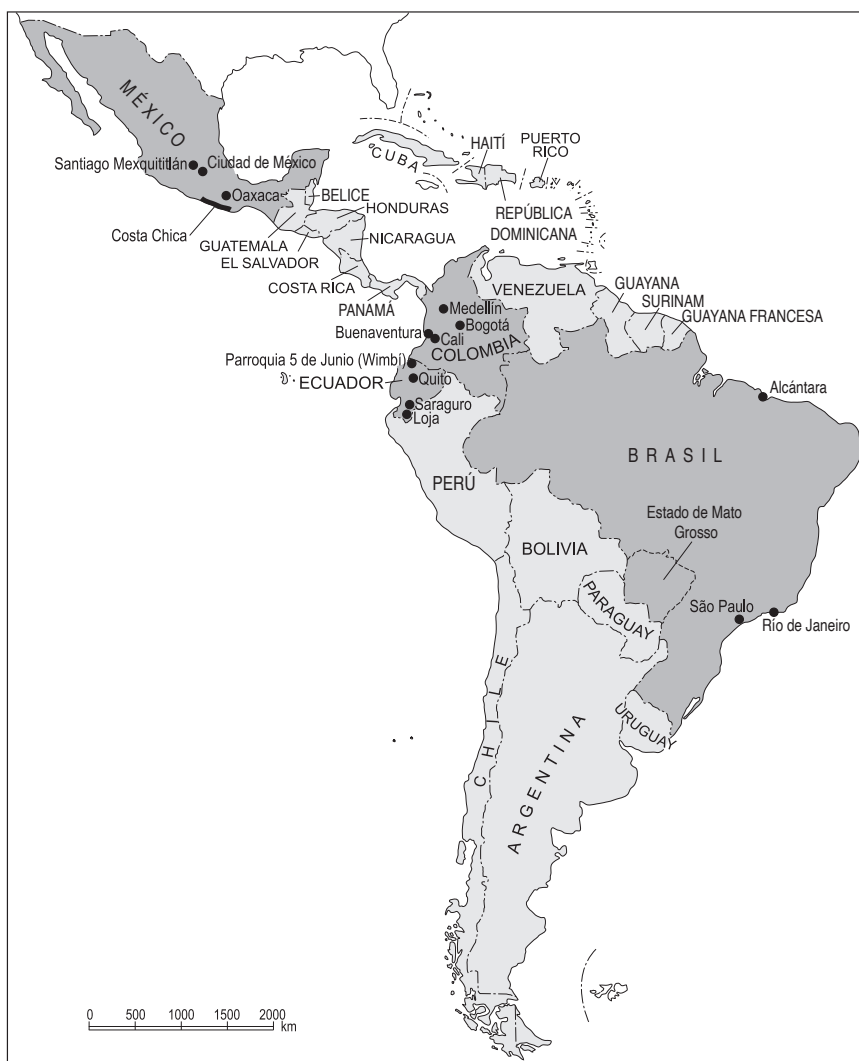 MÉXICO
Santiago Mexquititlán
Ciudad de México
Oaxaca
Costa Chica
CUBA
HAITÍ
PUERTO
RICO
REPÚBLICA
DOMINICANA
BELICE
HONDURAS
GUATEMALA
EL SALVADOR
NICARAGUA
COSTA RICA
PANAMÁ
VENEZUELA
GUAYANA
SURINAM
GUAYANA FRANCESA
Medellín
Bogotá
Buenaventura
Cali
COLOMBIA
Parroquia 5 de Junio (Wimbí)
ECUADOR
Quito
Saraguro
Loja
Alcántara
BRASIL
PERÚ
Estado de Mato
Grosso
BOLIVIA
PARAGUAY
São Paulo
Río de Janeiro
CHILE
URUGUAY
ARGENTINA
0 500 1000 1500 2000
km